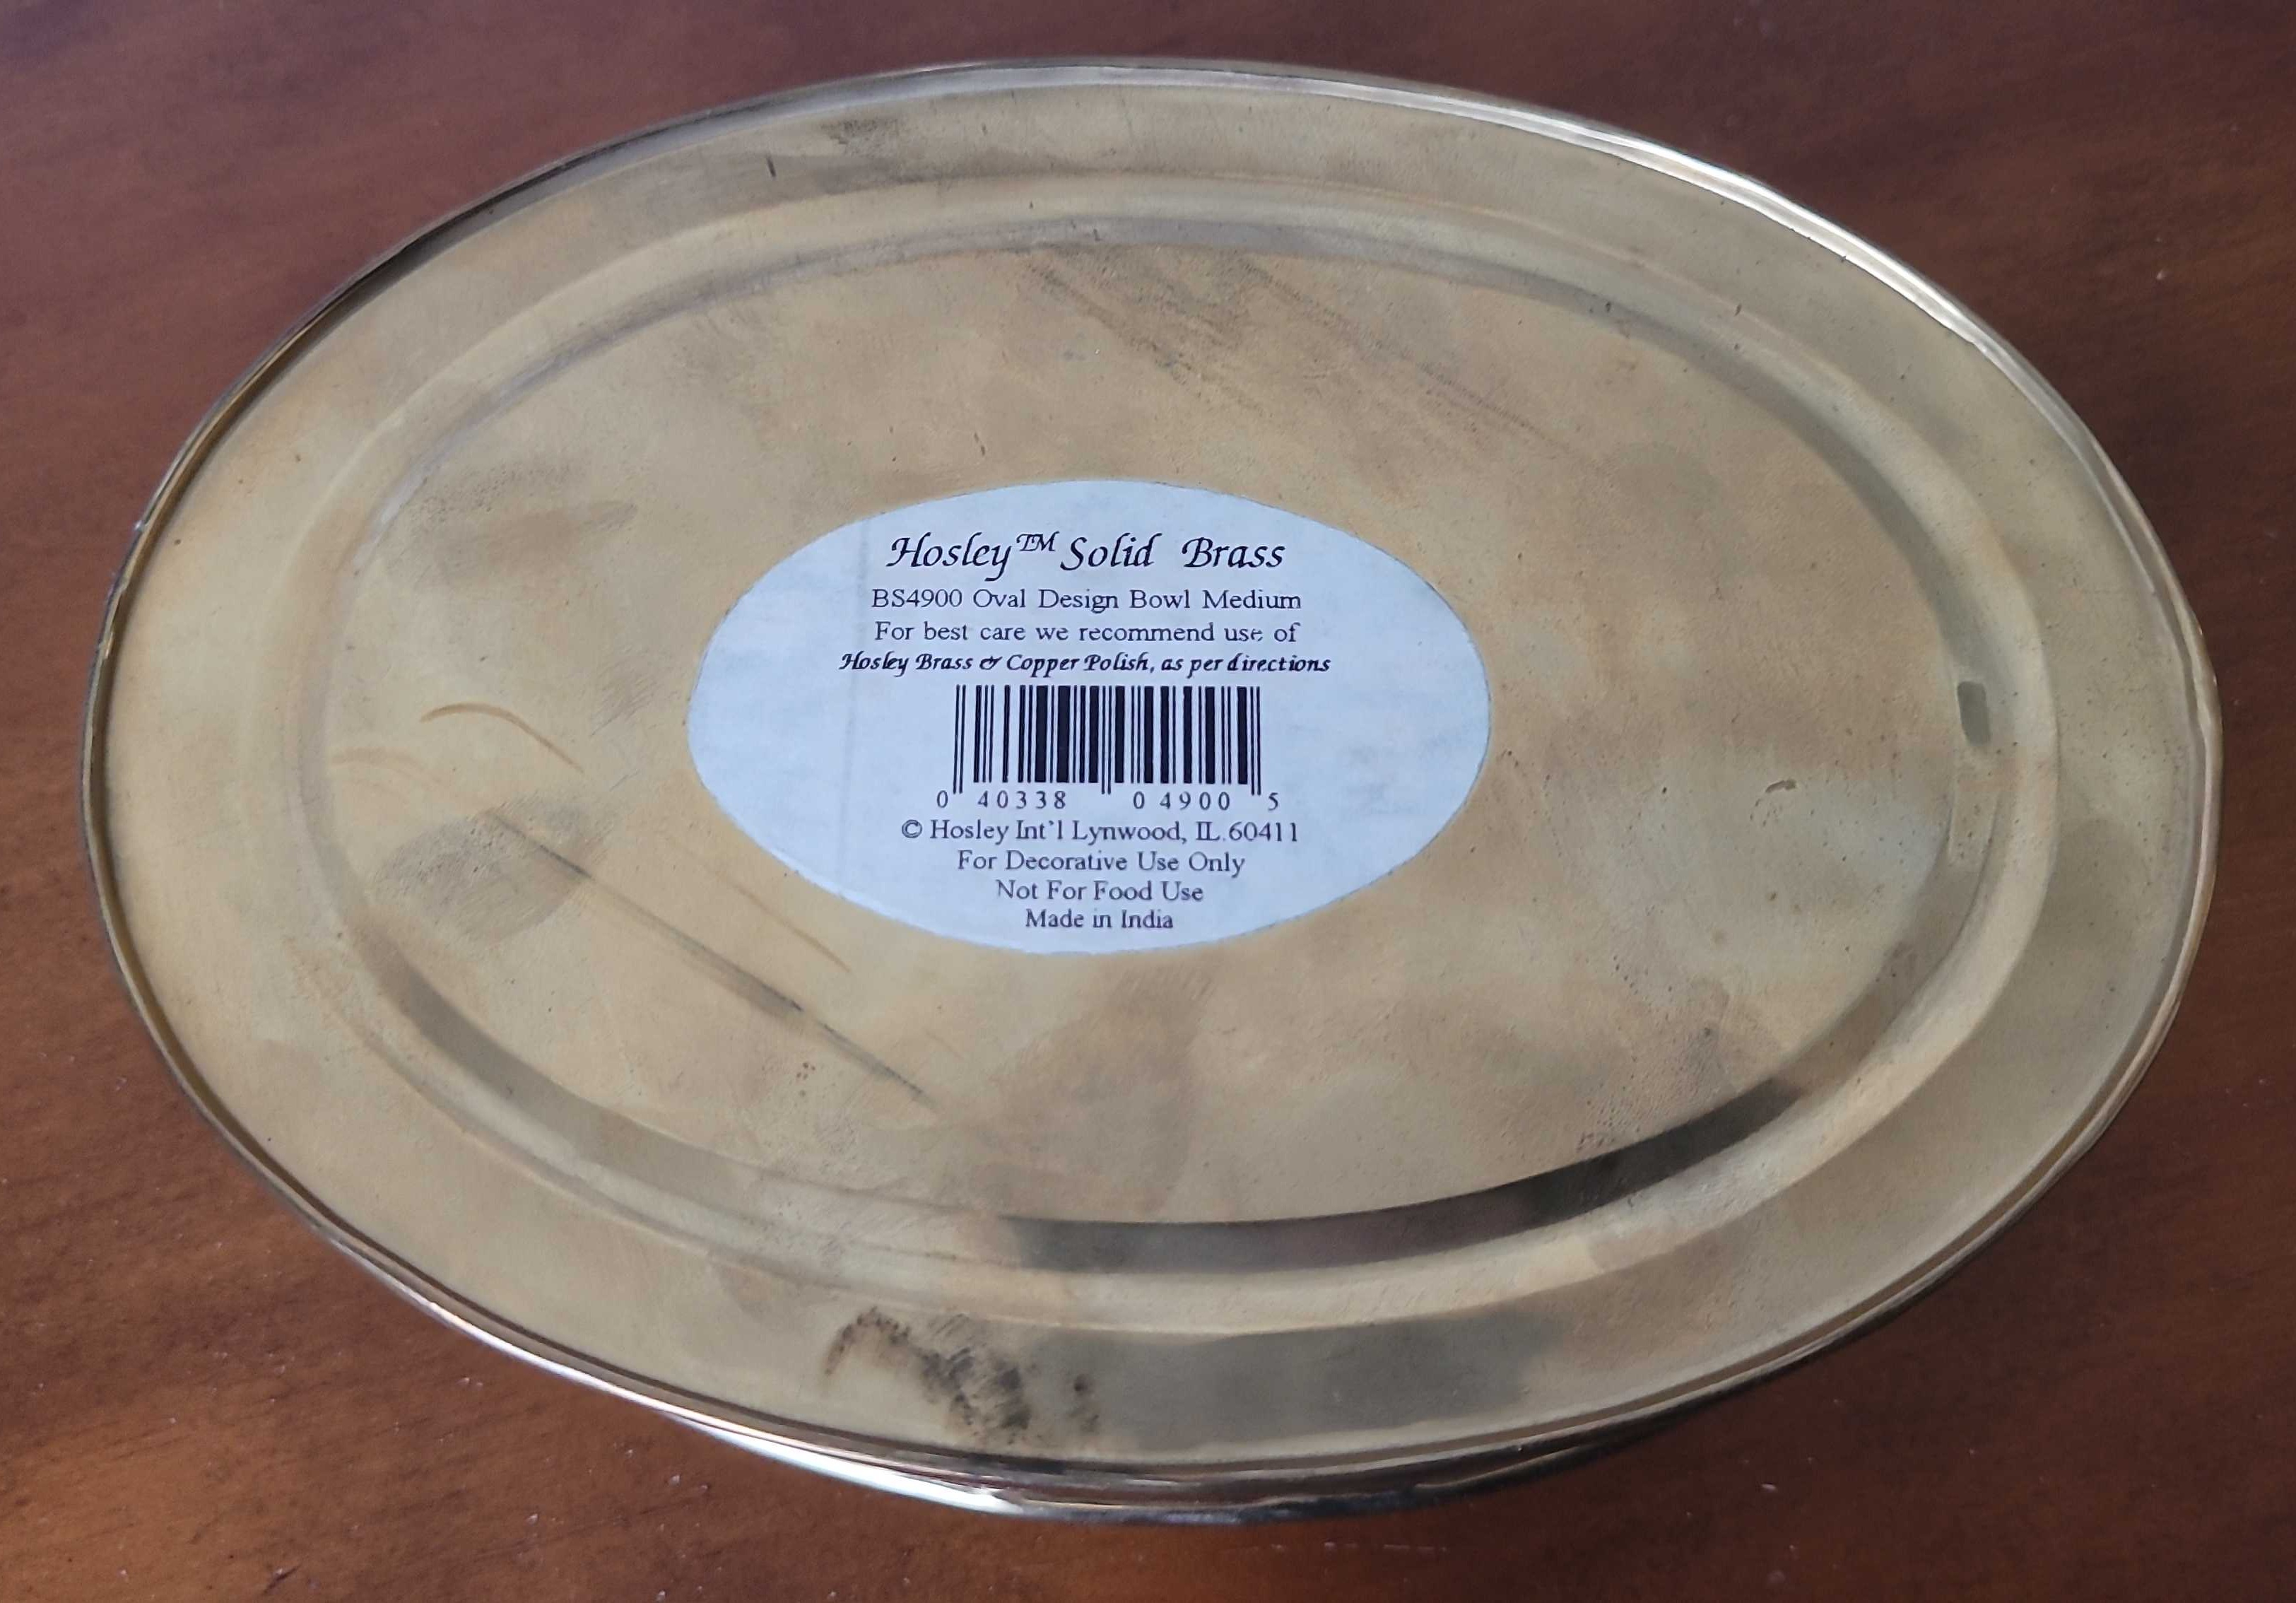 Hosley™ Solid Brass
BS4900 Oval Design Bowl Medium
For best care we recommend use of
Hosley Brass & Copper Polish, as per directions
0 40338 04900 5
© Hosley Int'l Lynwood, IL.60411
For Decorative Use Only
Not For Food Use
Made in India